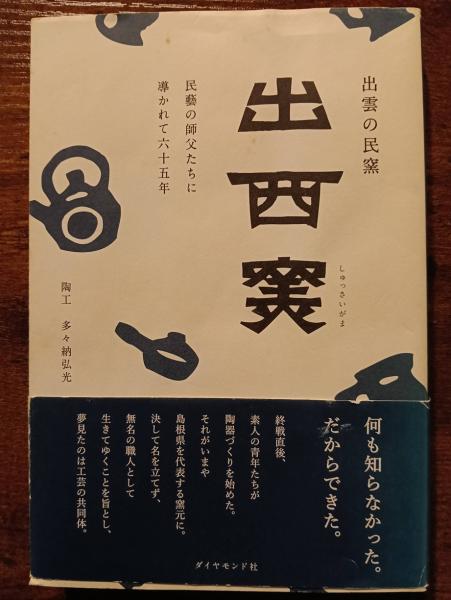 出雲の民窯
出西窯
しゅっさいがま
民藝の師父たちに
導かれて六十五年
陶工 多々納弘光
何も知らなかった。
だからできた。
終戦直後、
素人の青年たちが
陶器づくりを始めた。
それがいまや
島根県を代表する窯元に。
決して名を立てず、
無名の職人として
生きてゆくことを旨とし、
夢見たのは工芸の共同体。
ダイヤモンド社